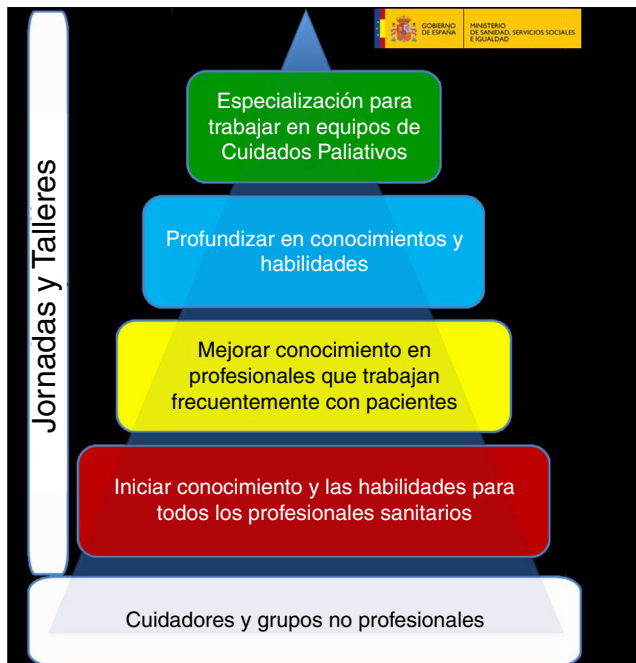 GOBIERNO
DE ESPAÑA
MINISTERIO
DE SANIDAD, SERVICIOS SOCIALES
E IGUALDAD
Jornadas y Talleres
Especialización para
trabajar en equipos de
Cuidados Paliativos
Profundizar en conocimientos y
habilidades
Mejorar conocimiento en
profesionales que trabajan
frecuentemente con pacientes
Iniciar conocimiento y las habilidades para
todos los profesionales sanitarios
Cuidadores y grupos no profesionales